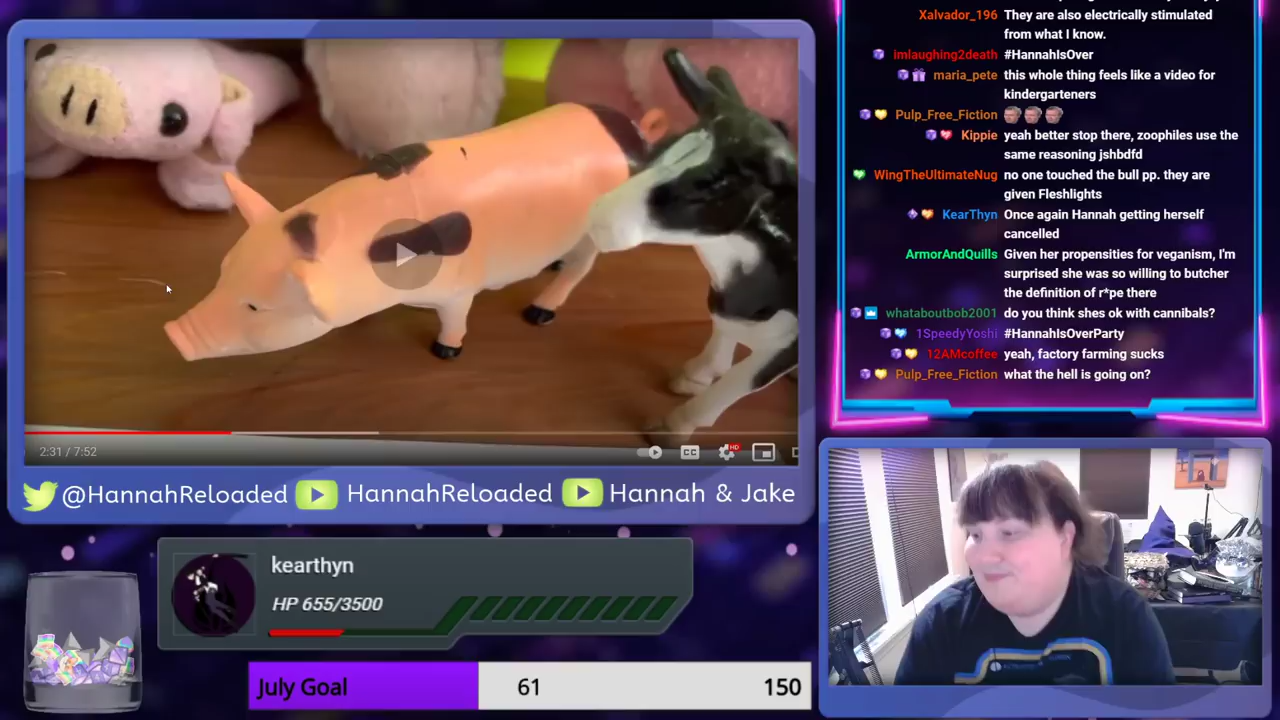 Xalvador_196 They are also electrically stimulated
from what I know.
imlaughing2death #HannahIsOver
maria_pete this whole thing feels like a video for
kindergarteners
Pulp_Free_Fiction
Kippie yeah better stop there, zoophiles use the
same reasoning jshbdfd
WingTheUltimateNug no one touched the bull pp. they are
given Fleshlights
KearThyn Once again Hannah getting herself
cancelled
ArmorAndQuills Given her propensities for veganism, I'm
surprised she was so willing to butcher
the definition of r*pe there
whataboutbob2001 do you think shes ok with cannibals?
1SpeedyYoshi #HannahIsOverParty
12AMcoffee yeah, factory farming sucks
Pulp_Free_Fiction what the hell is going on?
2:31 / 7:52
CC
HD
@HannahReloaded HannahReloaded Hannah & Jake
kearthyn
HP 655/3500
July Goal 61 150